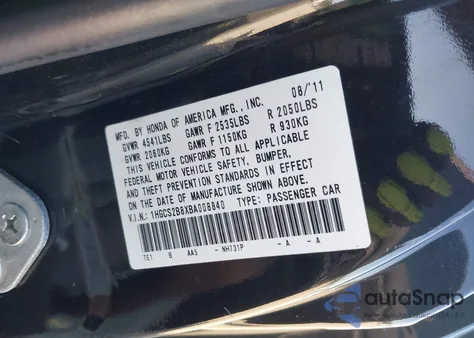 MFD. BY HONDA OF AMERICA MFG., INC. 08/'11
GVWR 4541LBS GAWR F 2535LBS R 2050LBS
GVWR 2060KG GAWR F 1150KG R 930KG
THIS VEHICLE CONFORMS TO ALL APPLICABLE
FEDERAL MOTOR VEHICLE SAFETY, BUMPER,
AND THEFT PREVENTION STANDARDS IN EFFECT
ON THE DATE OF MANUFACTURE SHOWN ABOVE.
V.I.N.: 1HGCS2B8XBA008840 TYPE: PASSENGER CAR
TE1 B AAS - NH731P - A - A
autoSnap